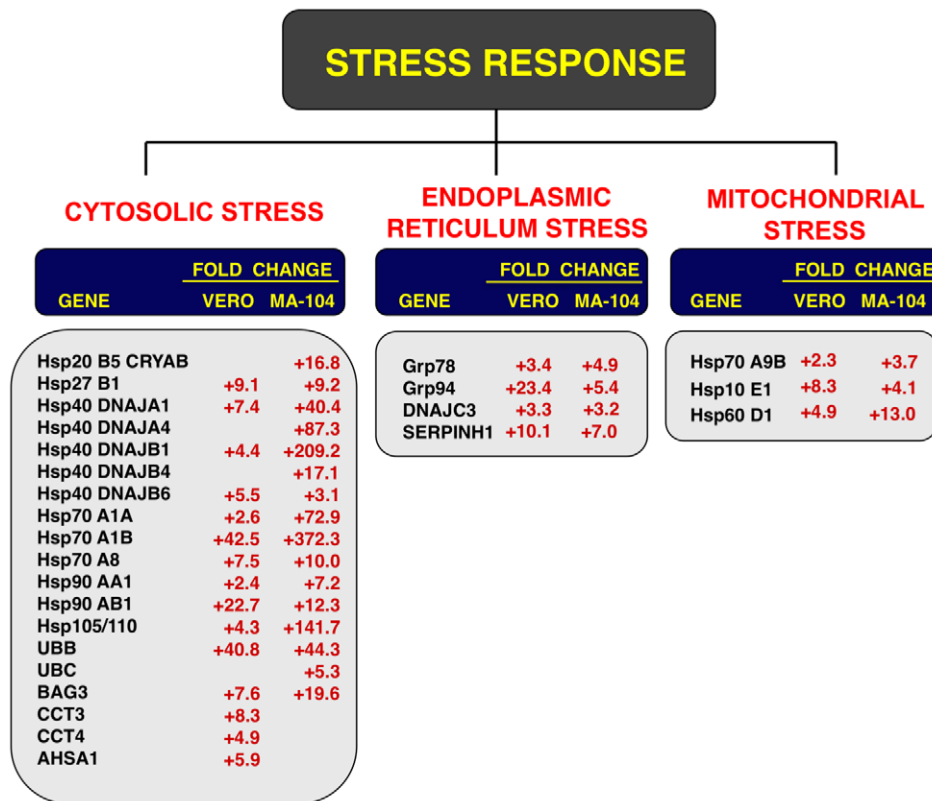 STRESS RESPONSE
CYTOSOLIC STRESS
FOLD CHANGE
GENE VERO MA-104
Hsp20 B5 CRYAB +16.8
Hsp27 B1 +9.1 +9.2
Hsp40 DNAJA1 +7.4 +40.4
Hsp40 DNAJA4 +87.3
Hsp40 DNAJB1 +4.4 +209.2
Hsp40 DNAJB4 +17.1
Hsp40 DNAJB6 +5.5 +3.1
Hsp70 A1A +2.6 +72.9
Hsp70 A1B +42.5 +372.3
Hsp70 A8 +7.5 +10.0
Hsp90 AA1 +2.4 +7.2
Hsp90 AB1 +22.7 +12.3
Hsp105/110 +4.3 +141.7
UBB +40.8 +44.3
UBC +5.3
BAG3 +7.6 +19.6
CCT3 +8.3
CCT4 +4.9
AHSA1 +5.9
ENDOPLASMIC
RETICULUM STRESS
FOLD CHANGE
GENE VERO MA-104
Grp78 +3.4 +4.9
Grp94 +23.4 +5.4
DNAJC3 +3.3 +3.2
SERPINH1 +10.1 +7.0
MITOCHONDRIAL
STRESS
FOLD CHANGE
GENE VERO MA-104
Hsp70 A9B +2.3 +3.7
Hsp10 E1 +8.3 +4.1
Hsp60 D1 +4.9 +13.0